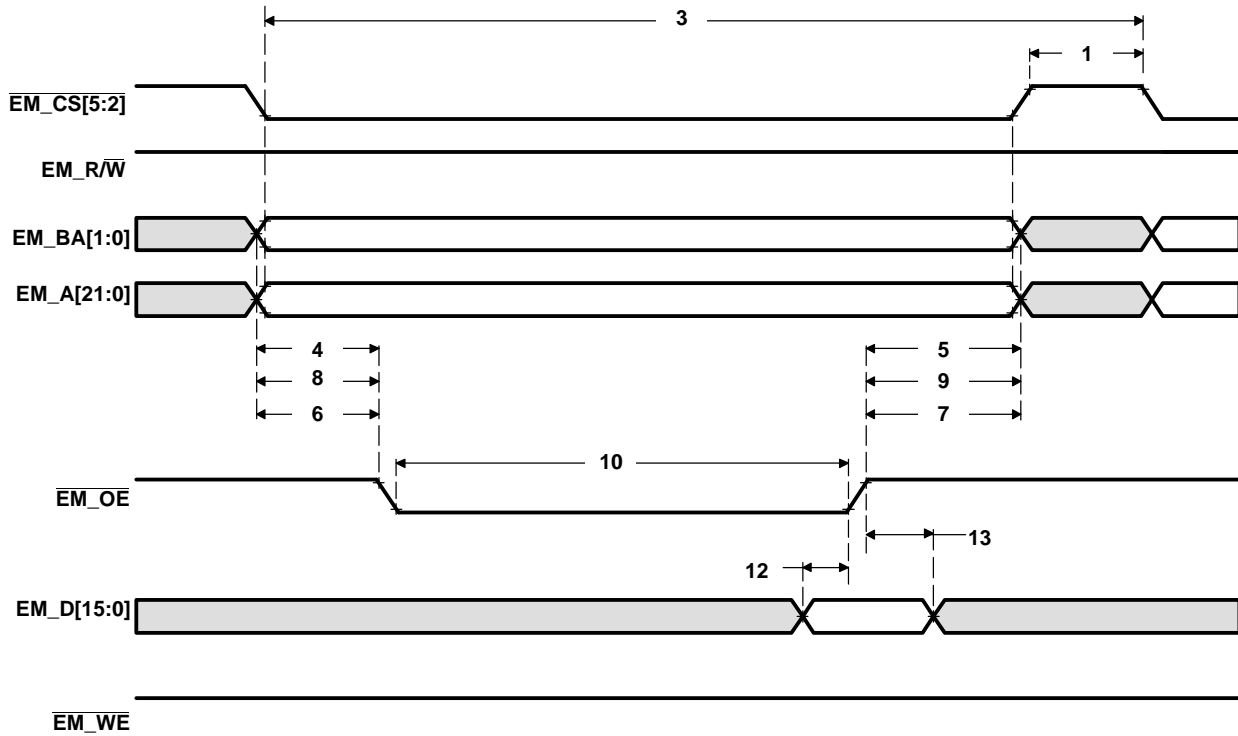 3
1
EM_CS[5:2]
EM_R/W
EM_BA[1:0]
EM_A[21:0]
4 5
8 9
6 7
10
EM_OE
13
12
EM_D[15:0]
EM_WE